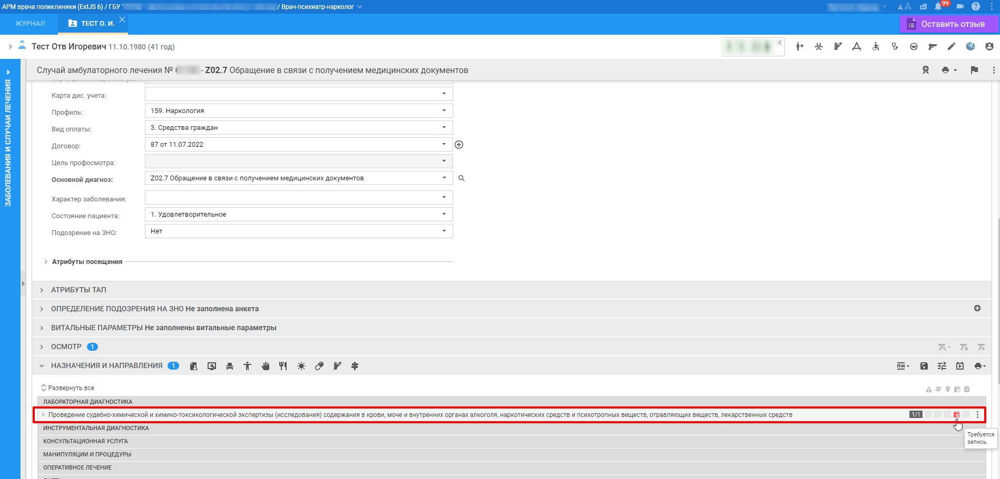 АРМ врача поликлиники (ExtJS 6) / ГБУ " / Врач-психиатр-нарколог
A A 99
ЖУРНАЛ
ТЕСТ О. И.
Оставить отзыв
Тест Отв Игоревич 11.10.1980 (41 год)
Случай амбулаторного лечения № - Z02.7 Обращение в связи с получением медицинских документов
ЗАБОЛЕВАНИЯ И СЛУЧАИ ЛЕЧЕНИЯ
Карта дис. учета:
Профиль: 159. Наркология
Вид оплаты: 3. Средства граждан
Договор: 87 от 11.07.2022
Цель профосмотра:
Основной диагноз: Z02.7 Обращение в связи с получением медицинских документов
Характер заболевания:
Состояние пациента: 1. Удовлетворительное
Подозрение на ЗНО: Нет
Атрибуты посещения
АТРИБУТЫ ТАП
ОПРЕДЕЛЕНИЕ ПОДОЗРЕНИЯ НА ЗНО Не заполнена анкета
ВИТАЛЬНЫЕ ПАРАМЕТРЫ Не заполнены витальные параметры
ОСМОТР 1
НАЗНАЧЕНИЯ И НАПРАВЛЕНИЯ 1
Развернуть все
ЛАБОРАТОРНАЯ ДИАГНОСТИКА
Проведение судебно-химической и химико-токсикологической экспертизы (исследования) содержания в крови, моче и внутренних органах алкоголя, наркотических средств и психотропных веществ, отравляющих веществ, лекарственных средств 1/1
ИНСТРУМЕНТАЛЬНАЯ ДИАГНОСТИКА
Требуется
запись.
КОНСУЛЬТАЦИОННАЯ УСЛУГА
МАНИПУЛЯЦИИ И ПРОЦЕДУРЫ
ОПЕРАТИВНОЕ ЛЕЧЕНИЕ